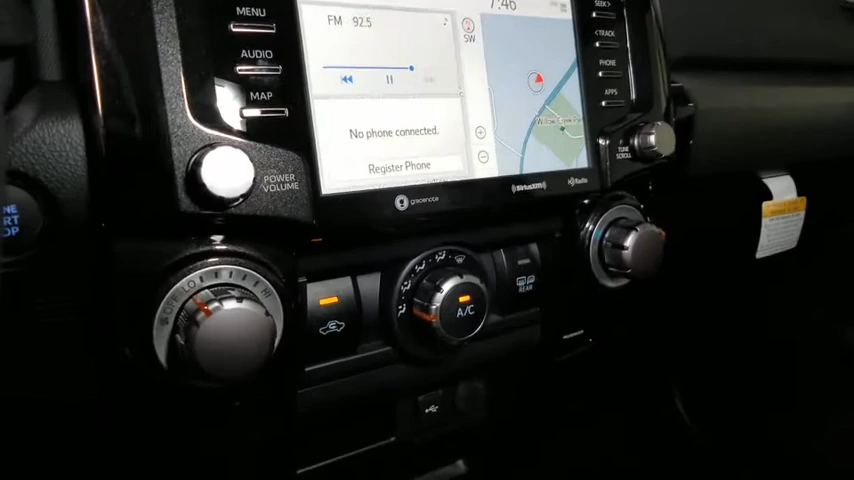 MENU
AUDIO
MAP
POWER
VOLUME
FM 92.5
No phone connected.
Register Phone
7:46
SW
Willow Creek Pa
SEEK>
<TRACK
PHONE
APPS
TUNE
SCROLL
gracenote
SiriusXM
HD Radio
OFF LO HI
A/C
REAR